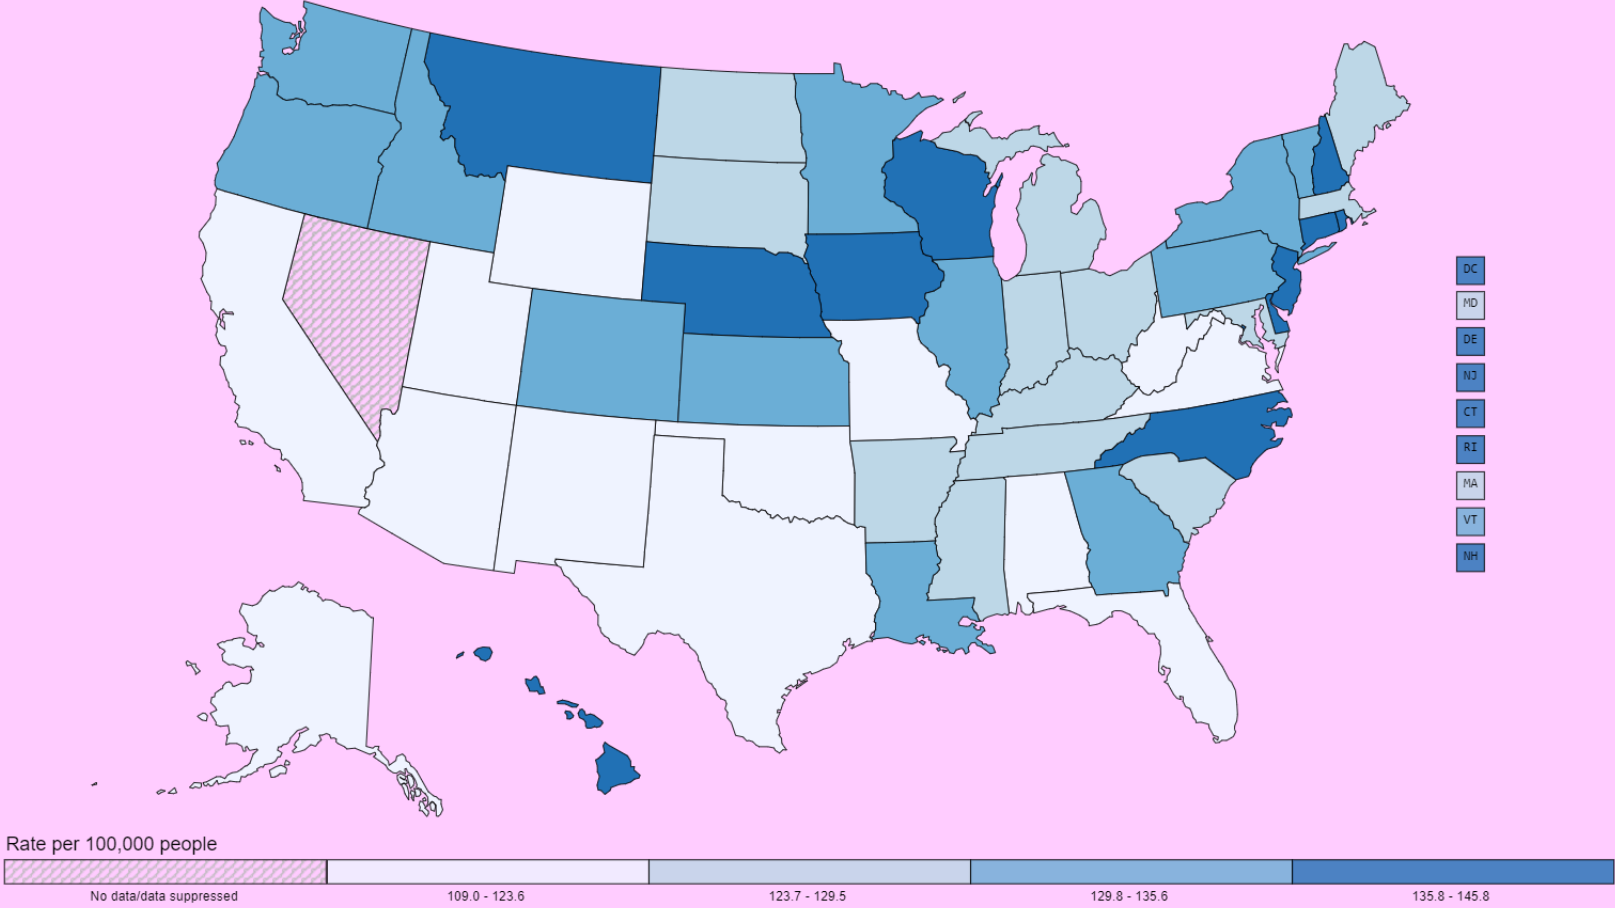 DC
MD
DE
NJ
CT
RI
MA
VT
NH
Rate per 100,000 people
No data/data suppressed
109.0 - 123.6
123.7 - 129.5
129.8 - 135.6
135.8 - 145.8